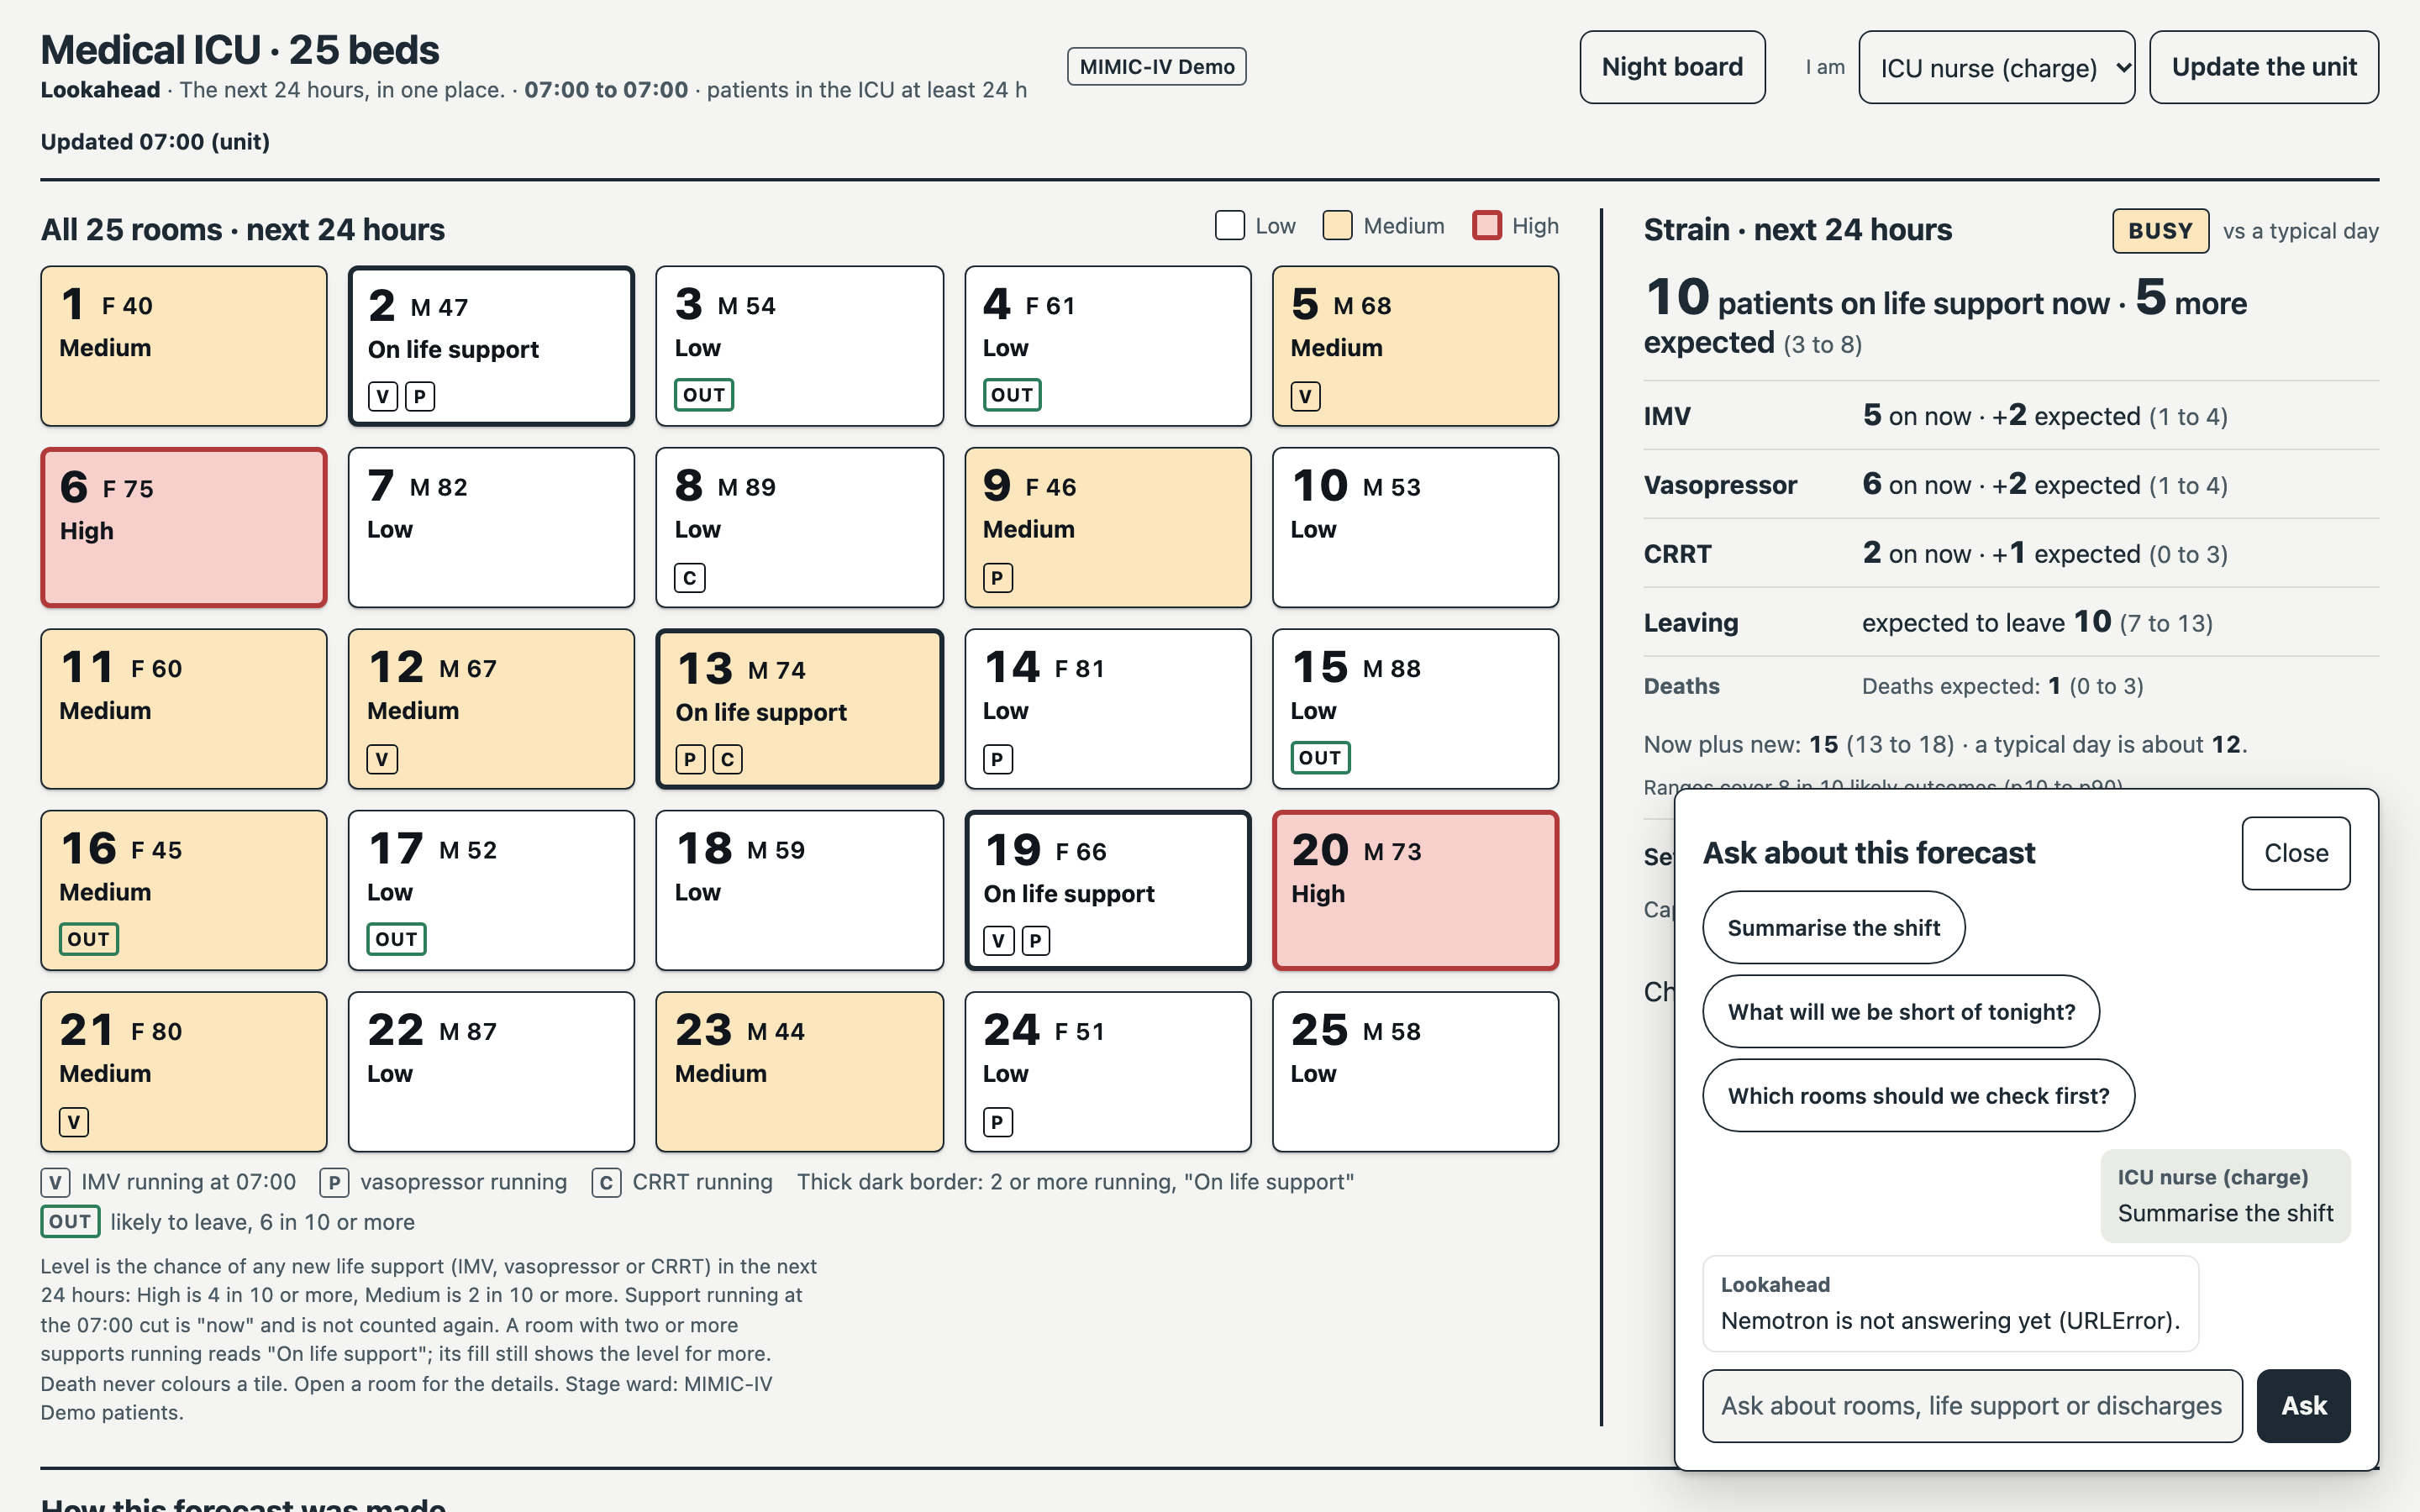 Medical ICU · 25 beds
Lookahead · The next 24 hours, in one place. · 07:00 to 07:00 · patients in the ICU at least 24 h
MIMIC-IV Demo
Night board
I am
ICU nurse (charge)
Update the unit
Updated 07:00 (unit)
All 25 rooms · next 24 hours
Low
Medium
High
1 F 40
Medium
2 M 47
On life support
V P
3 M 54
Low
OUT
4 F 61
Low
OUT
5 M 68
Medium
V
6 F 75
High
7 M 82
Low
8 M 89
Low
C
9 F 46
Medium
P
10 M 53
Low
11 F 60
Medium
12 M 67
Medium
V
13 M 74
On life support
P C
14 F 81
Low
P
15 M 88
Low
OUT
16 F 45
Medium
OUT
17 M 52
Low
OUT
18 M 59
Low
19 F 66
On life support
V P
20 M 73
High
21 F 80
Medium
V
22 M 87
Low
23 M 44
Medium
24 F 51
Low
P
25 M 58
Low
V IMV running at 07:00 P vasopressor running C CRRT running Thick dark border: 2 or more running, "On life support"
OUT likely to leave, 6 in 10 or more
Level is the chance of any new life support (IMV, vasopressor or CRRT) in the next
24 hours: High is 4 in 10 or more, Medium is 2 in 10 or more. Support running at
the 07:00 cut is "now" and is not counted again. A room with two or more
supports running reads "On life support"; its fill still shows the level for more.
Death never colours a tile. Open a room for the details. Stage ward: MIMIC-IV
Demo patients.
Strain · next 24 hours
BUSY vs a typical day
10 patients on life support now · 5 more
expected (3 to 8)
IMV 5 on now · +2 expected (1 to 4)
Vasopressor 6 on now · +2 expected (1 to 4)
CRRT 2 on now · +1 expected (0 to 3)
Leaving expected to leave 10 (7 to 13)
Deaths Deaths expected: 1 (0 to 3)
Now plus new: 15 (13 to 18) · a typical day is about 12.
Ranges cover 8 in 10 likely outcomes (p10 to p90)
Ask about this forecast
Close
Summarise the shift
What will we be short of tonight?
Which rooms should we check first?
ICU nurse (charge)
Summarise the shift
Lookahead
Nemotron is not answering yet (URLError).
Ask about rooms, life support or discharges
Ask
How this forecast was made